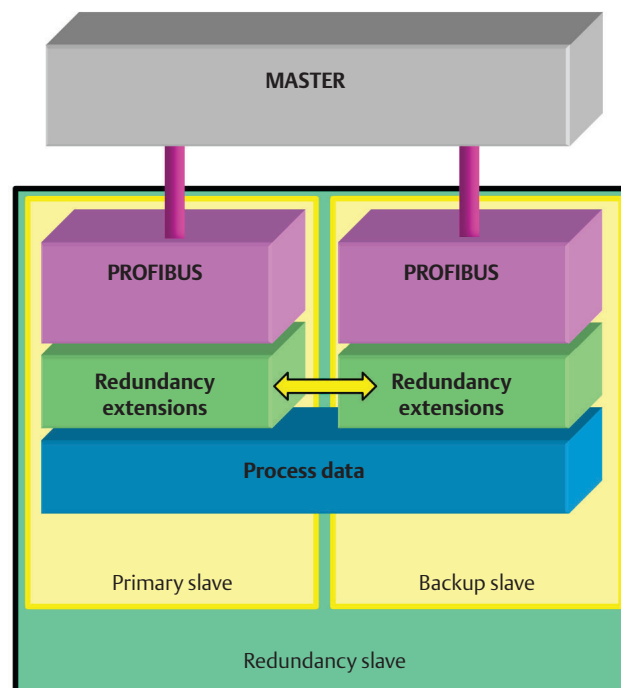 MASTER
PROFIBUS
PROFIBUS
Redundancy
extensions
Redundancy
extensions
Process data
Primary slave
Backup slave
Redundancy slave